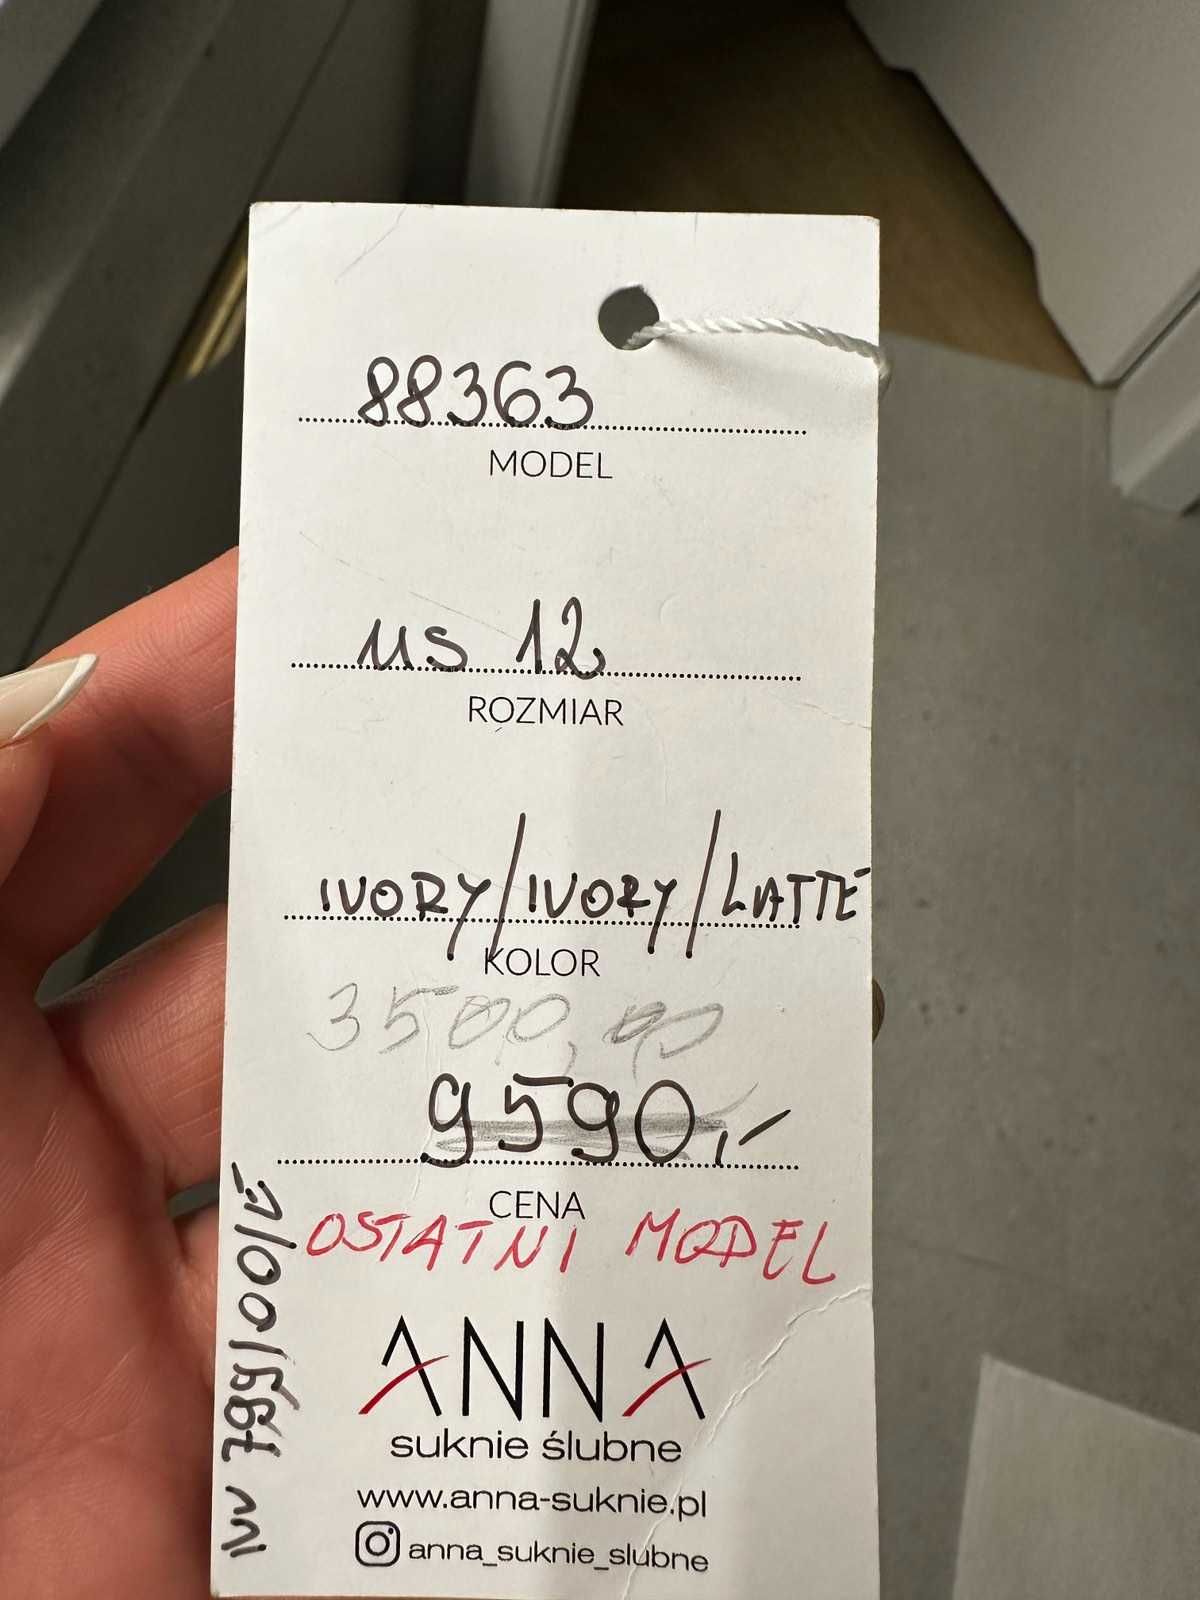 88363
MODEL
US 12
ROZMIAR
IVORY/IVORY/LATTE
KOLOR
3500,00
9590,-
CENA
OSTATNI MODEL
ANNA
suknie ślubne
www.anna-suknie.pl
anna_suknie_slubne